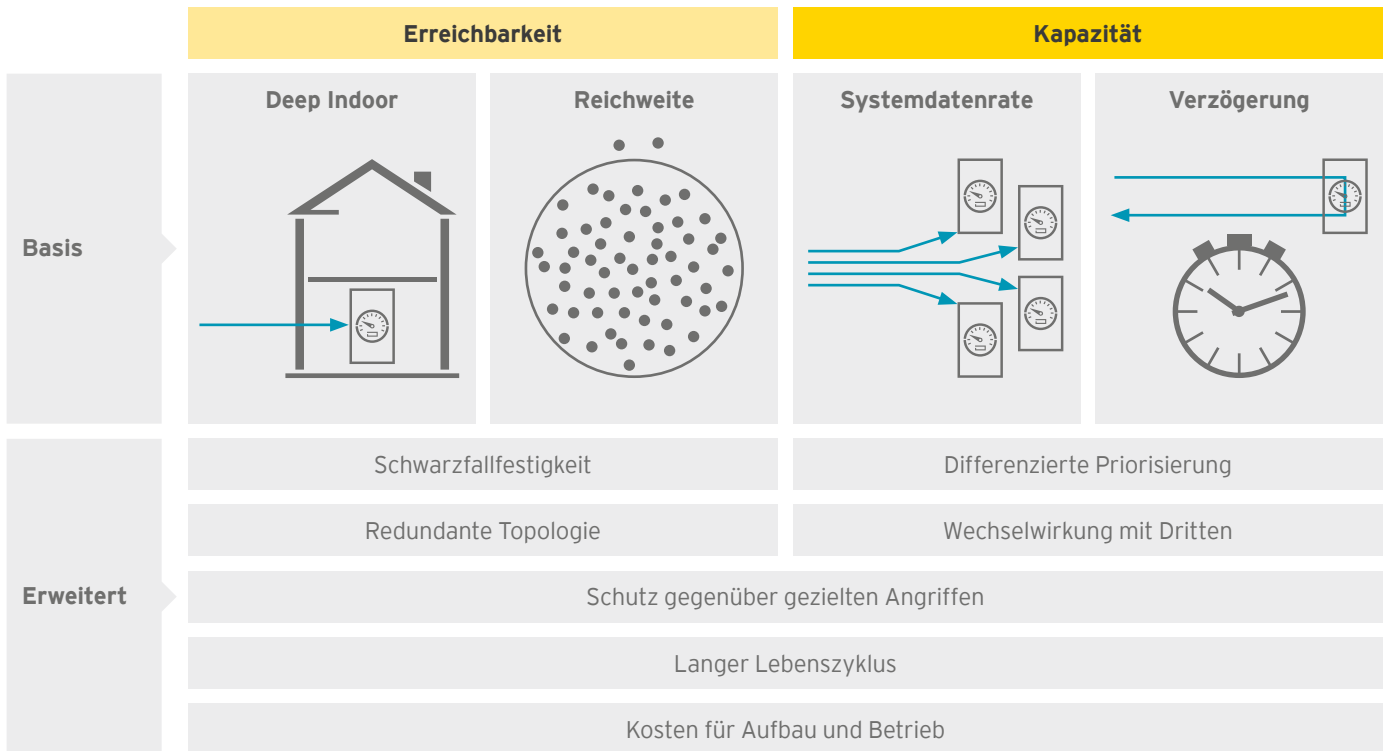 Erreichbarkeit
Kapazität
Basis
Deep Indoor
Reichweite
Systemdatenrate
Verzögerung
Erweitert
Schwarzfallfestigkeit
Differenzierte Priorisierung
Redundante Topologie
Wechselwirkung mit Dritten
Schutz gegenüber gezielten Angriffen
Langer Lebenszyklus
Kosten für Aufbau und Betrieb